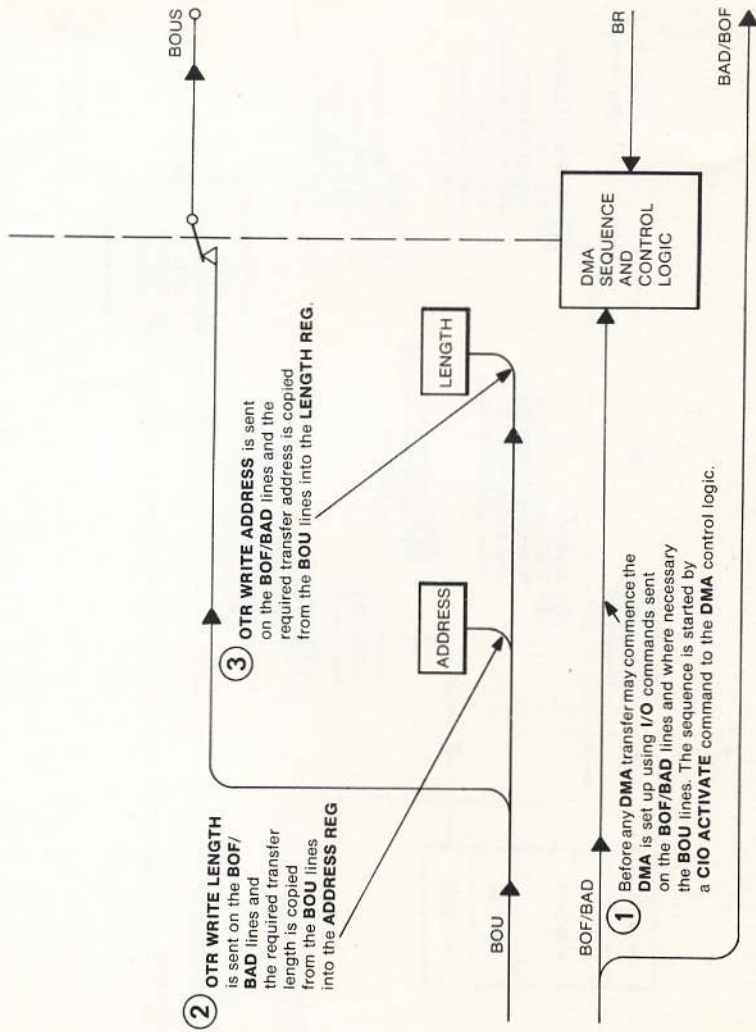 ② OTR WRITE LENGTH
is sent on the BOF/
BAD lines and
the required transfer
length is copied
from the BOU lines
into the ADDRESS REG
③ OTR WRITE ADDRESS is sent
on the BOF/BAD lines and the
required transfer address is copied
from the BOU lines into the LENGTH REG.
BOUS
ADDRESS
LENGTH
BOU
BOF/BAD
DMA
SEQUENCE
AND
CONTROL
LOGIC
BR
① Before any DMA transfer may commence the
DMA is set up using I/O commands sent
on the BOF/BAD lines and where necessary
the BOU lines. The sequence is started by
a CIO ACTIVATE command to the DMA control logic.
BAD/BOF